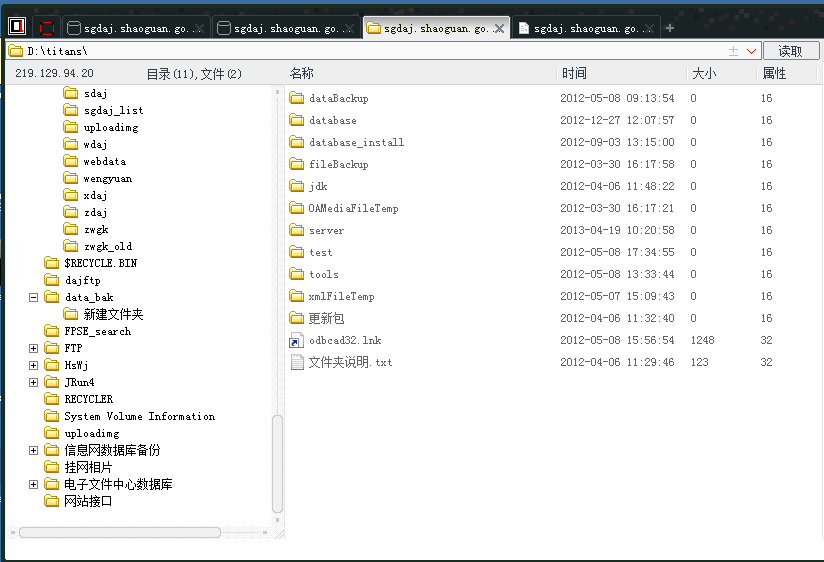 sgdaj.shaoguan.go... sgdaj.shaoguan.go... sgdaj.shaoguan.go... sgdaj.shaoguan.go...
D:\titans\ 读取
219.129.94.20 目录(11),文件(2) 名称 时间 大小 属性
sdaj
sgdaj_list
uploadimg
wdaj
webdata
wengyuan
xdaj
zdaj
zwgk
zwgk_old
$RECYCLE.BIN
dajftp
data_bak
新建文件夹
FPSE_search
FTP
HsWj
JRun4
RECYCLER
System Volume Information
uploadimg
信息网数据库备份
挂网相片
电子文件中心数据库
网站接口
dataBackup 2012-05-08 09:13:54 0 16
database 2012-12-27 12:07:57 0 16
database_install 2012-09-03 13:15:00 0 16
fileBackup 2012-03-30 16:17:58 0 16
jdk 2012-04-06 11:48:22 0 16
OAMediaFileTemp 2012-03-30 16:17:21 0 16
server 2013-04-19 10:20:58 0 16
test 2012-05-08 17:34:55 0 16
tools 2012-05-08 13:33:44 0 16
xmlFileTemp 2012-05-07 15:09:43 0 16
更新包 2012-04-06 11:32:40 0 16
odbcad32.lnk 2012-05-08 15:56:54 1248 32
文件夹说明.txt 2012-04-06 11:29:46 123 32